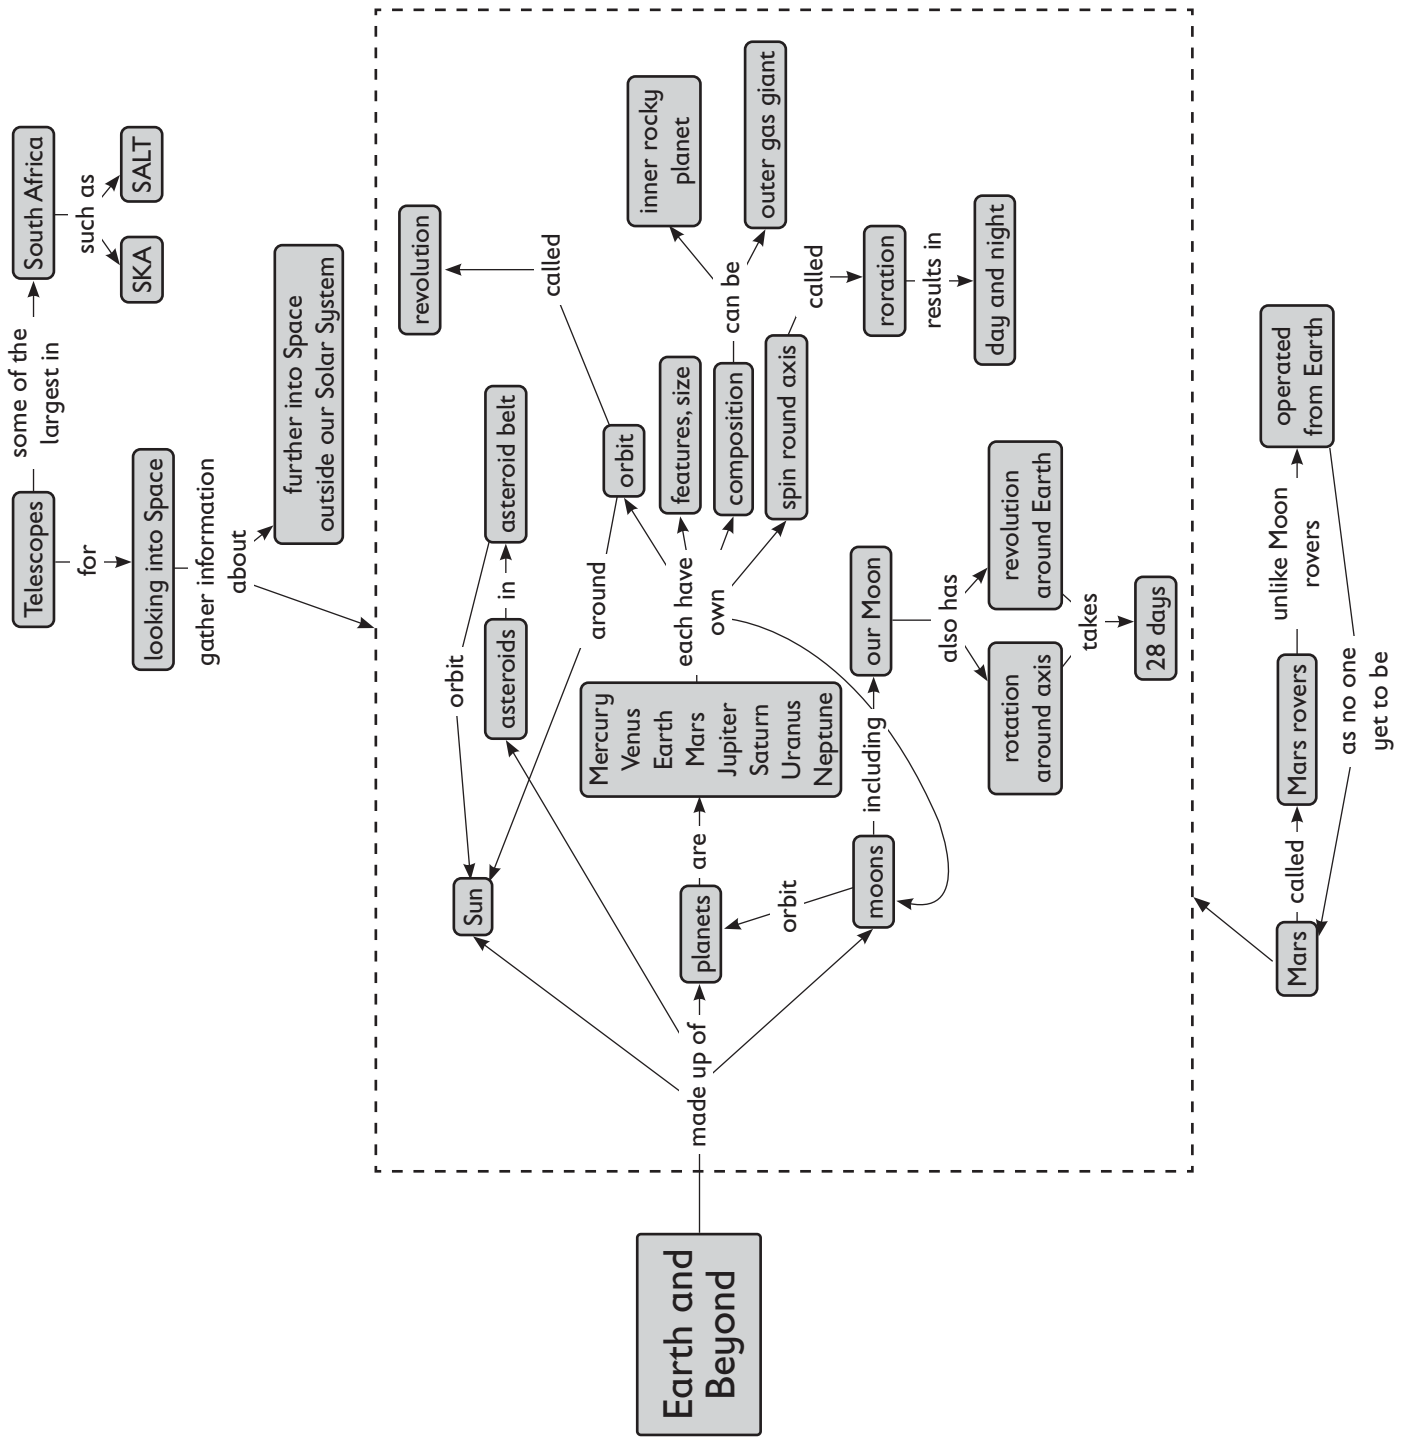 Earth and
Beyond
made up of
Sun
asteroids
in
asteroid belt
orbit
planets
are
Mercury
Venus
Earth
Mars
Jupiter
Saturn
Uranus
Neptune
each have
own
orbit
around
called
revolution
features, size
composition
can be
inner rocky
planet
outer gas giant
spin round axis
called
roration
results in
day and night
moons
orbit
including
our Moon
also has
rotation
around axis
revolution
around Earth
takes
28 days
Telescopes
some of the
largest in
South Africa
such as
SKA
SALT
for
looking into Space
gather information
about
further into Space
outside our Solar System
Mars
called
Mars rovers
unlike Moon
rovers
operated
from Earth
as no one
yet to be